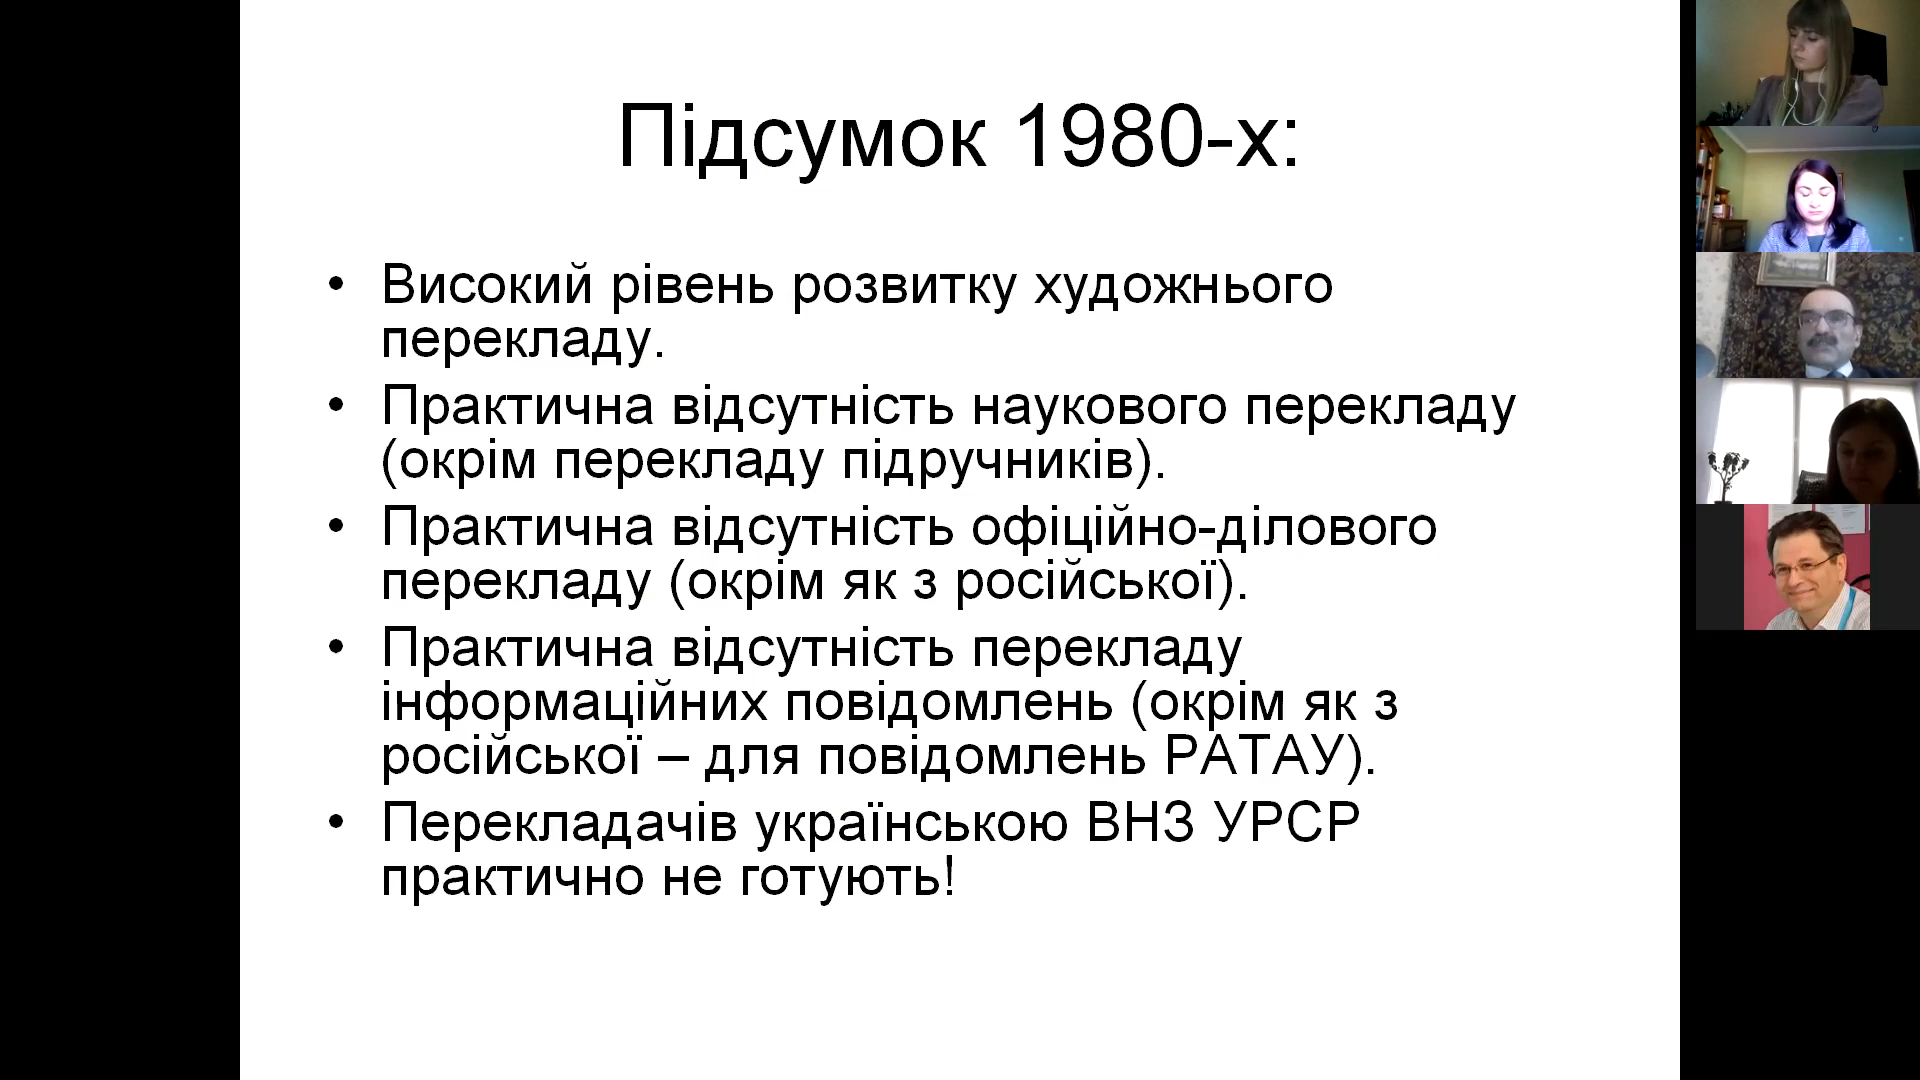 Підсумок 1980-х:
• Високий рівень розвитку художнього
перекладу.
• Практична відсутність наукового перекладу
(окрім перекладу підручників).
• Практична відсутність офіційно-ділового
перекладу (окрім як з російської).
• Практична відсутність перекладу
інформаційних повідомлень (окрім як з
російської – для повідомлень РАТАУ).
• Перекладачів українською ВНЗ УРСР
практично не готують!